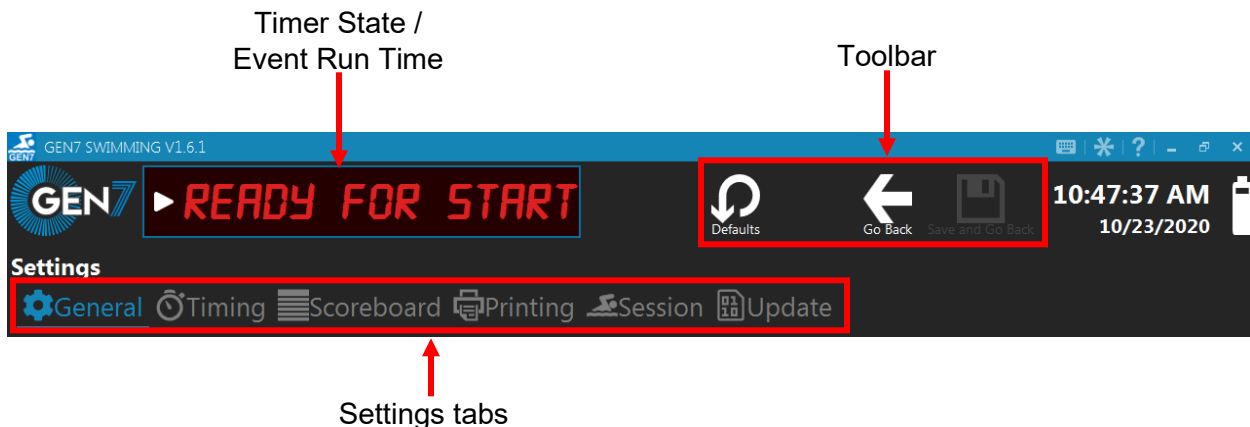 Timer State /
Event Run Time
Toolbar
GEN7 SWIMMING V1.6.1
GEN7
GEN7
READY FOR START
Defaults
Go Back
Save and Go Back
10:47:37 AM
10/23/2020
Settings
General Timing Scoreboard Printing Session Update
Settings tabs